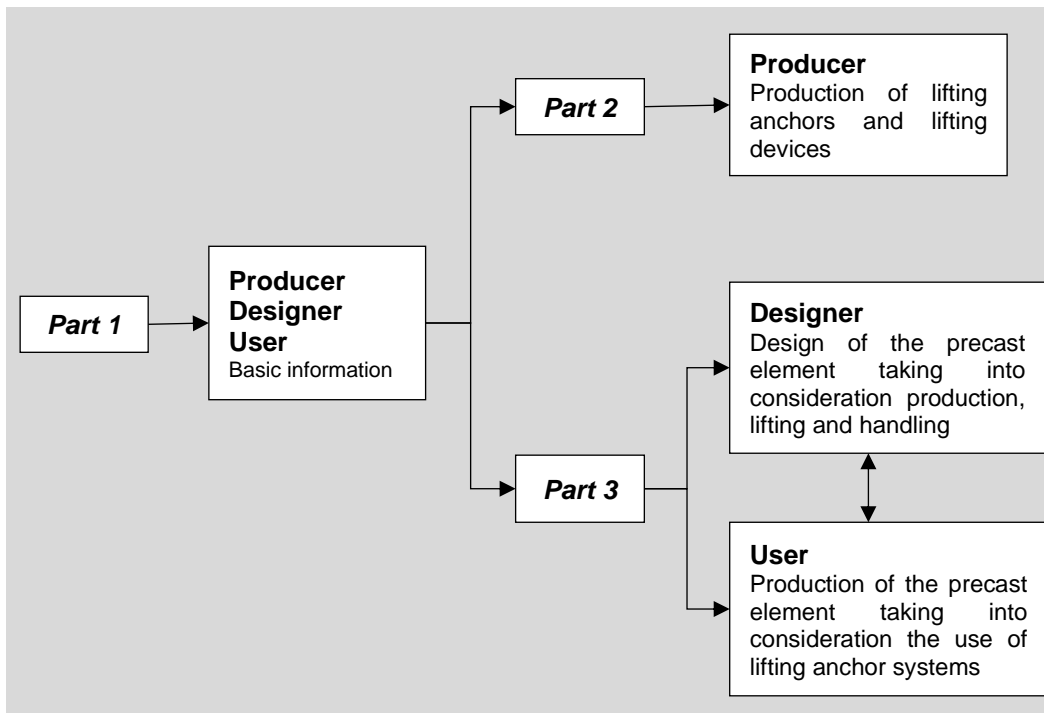 Part 1
Producer
Designer
User
Basic information
Part 2
Producer
Production of lifting
anchors and lifting
devices
Part 3
Designer
Design of the precast
element taking into
consideration production,
lifting and handling
User
Production of the precast
element taking into
consideration the use of
lifting anchor systems